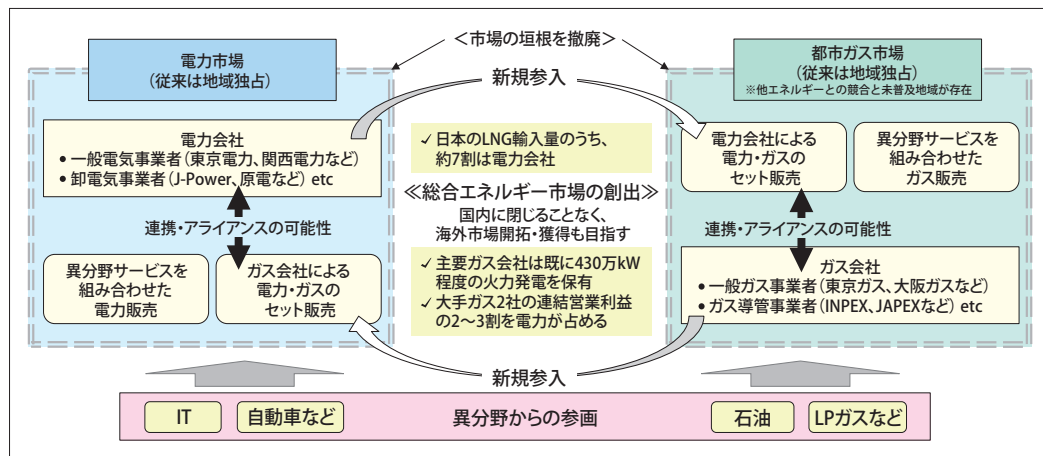 ＜市場の垣根を撤廃＞
電力市場
（従来は地域独占）
新規参入
都市ガス市場
（従来は地域独占）
※他エネルギーとの競合と未普及地域が存在
電力会社
● 一般電気事業者（東京電力、関西電力など）
● 卸電気事業者（J-Power、原電など） etc
連携・アライアンスの可能性
異分野サービスを
組み合わせた
電力販売
ガス会社による
電力・ガスの
セット販売
✓ 日本のLNG輸入量のうち、
約7割は電力会社
≪総合エネルギー市場の創出≫
国内に閉じることなく、
海外市場開拓・獲得も目指す
✓ 主要ガス会社は既に430万kW
程度の火力発電を保有
✓ 大手ガス2社の連結営業利益
の2～3割を電力が占める
電力会社による
電力・ガスの
セット販売
異分野サービスを
組み合わせた
ガス販売
連携・アライアンスの可能性
ガス会社
● 一般ガス事業者（東京ガス、大阪ガスなど）
● ガス導管事業者（INPEX、JAPEXなど） etc
新規参入
IT
自動車など
異分野からの参画
石油
LPガスなど